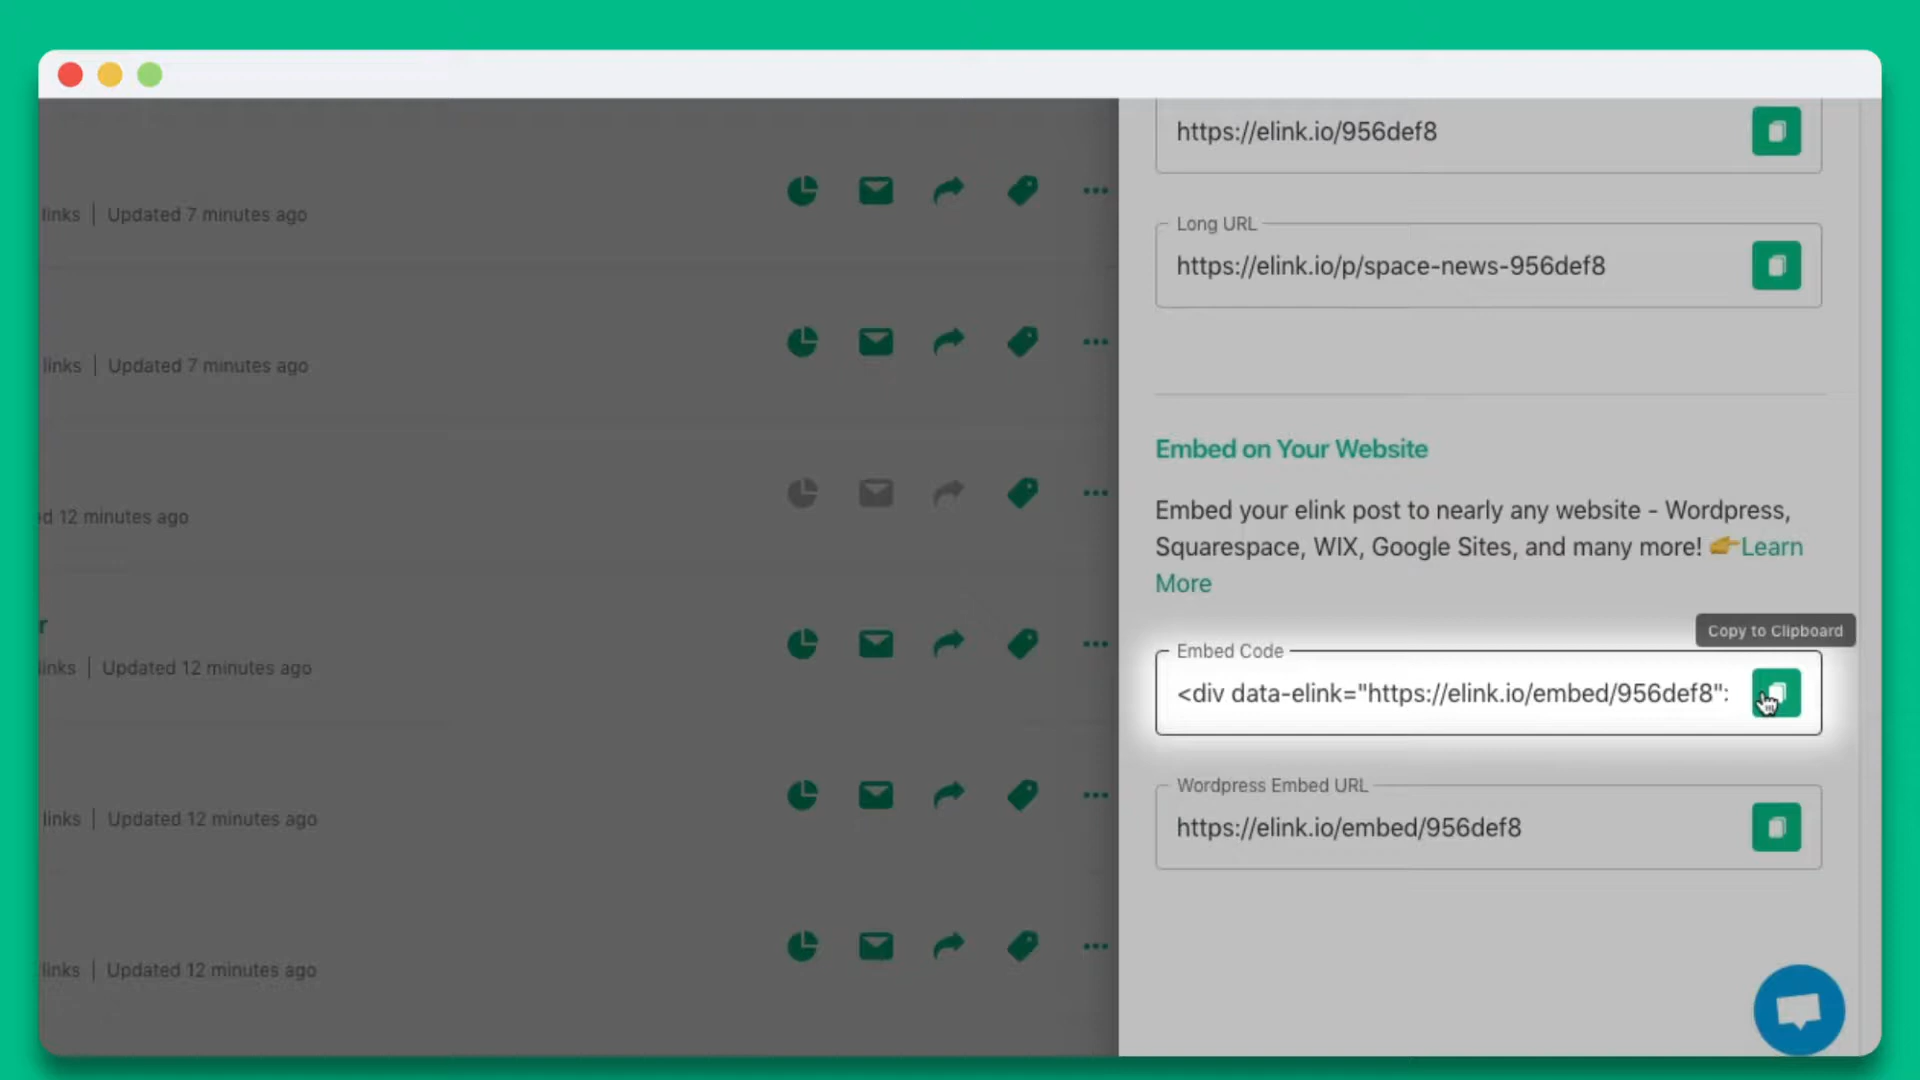 links | Updated 7 minutes ago
links | Updated 7 minutes ago
12 minutes ago
r
links | Updated 12 minutes ago
links | Updated 12 minutes ago
links | Updated 12 minutes ago
https://elink.io/956def8
Long URL
https://elink.io/p/space-news-956def8
Embed on Your Website
Embed your elink post to nearly any website - Wordpress,
Squarespace, WIX, Google Sites, and many more! 👉Learn
More
Copy to Clipboard
Embed Code
<div data-elink="https://elink.io/embed/956def8":
Wordpress Embed URL
https://elink.io/embed/956def8